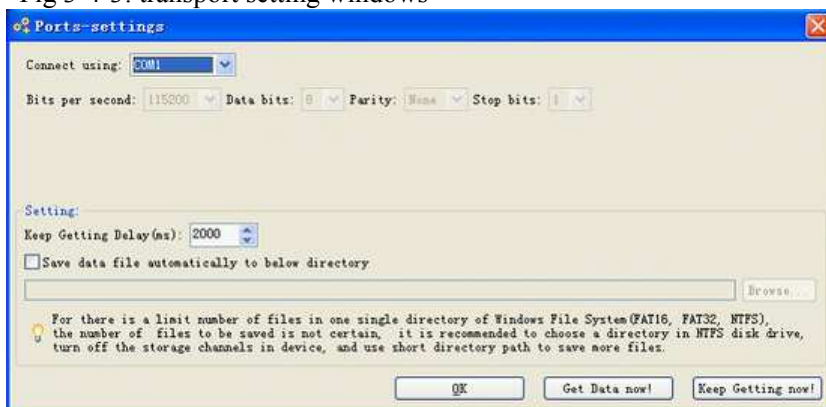 Fig 3-4-3: transport setting windows
Ports-settings
Connect using: COM1
Bits per second: 115200 Data bits: 8 Parity: None Stop bits: 1
Setting:
Keep Getting Delay(ms): 2000
Save data file automatically to below directory
Browse...
For there is a limit number of files in one single directory of Windows File System(FAT16, FAT32, NTFS),
the number of files to be saved is not certain, it is recommended to choose a directory in NTFS disk drive,
turn off the storage channels in device, and use short directory path to save more files.
OK Get Data now! Keep Getting now!